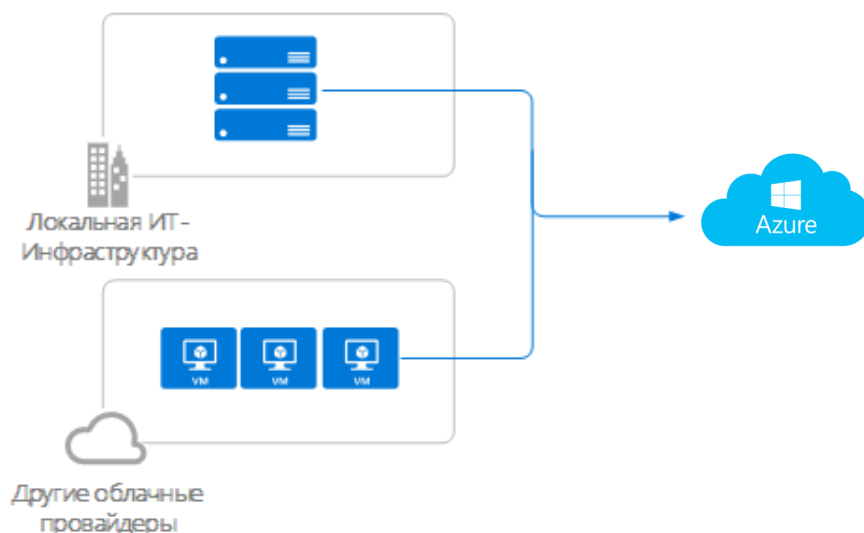 Локальная ИТ-
Инфраструктура
Azure
VM VM VM
Другие облачные
провайдеры